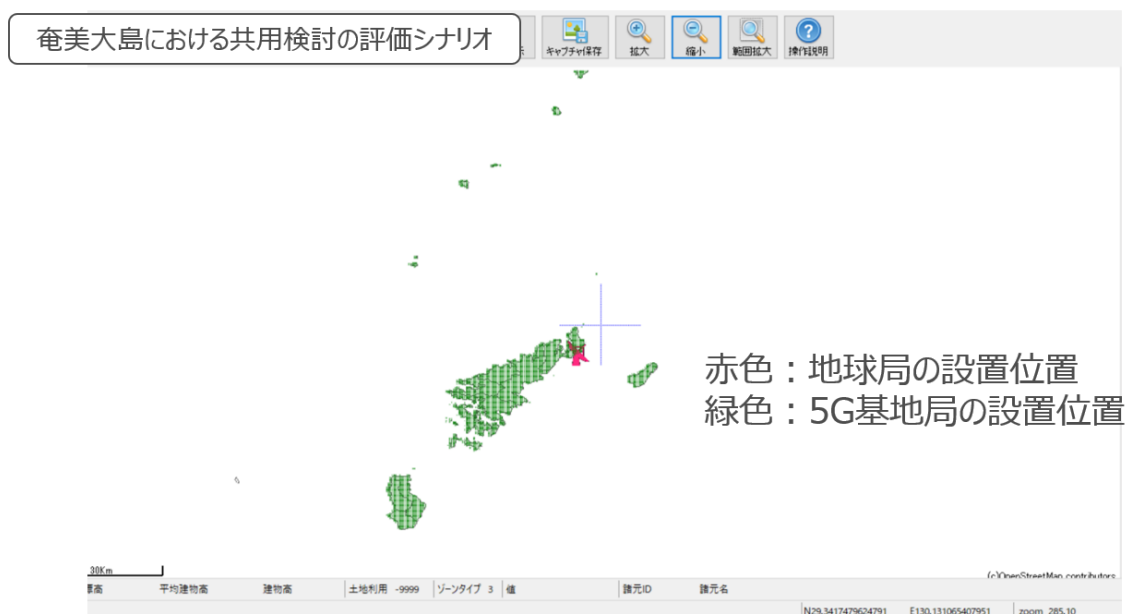 奄美大島における共用検討の評価シナリオ
キャプチャ保存
拡大
縮小
範囲拡大
操作説明
赤色：地球局の設置位置
緑色：5G基地局の設置位置
30Km
(c)OpenStreetMap contributors
標高 平均建物高 建物高 土地利用 -9999 ゾーンタイプ 3 値 諸元ID 諸元名
N29.3417479624791 E130.131065407951 zoom 285.10